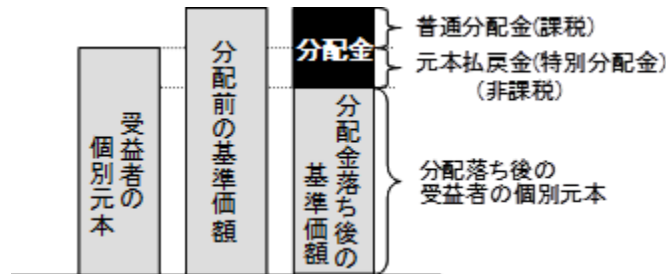 受益者の
個別元本
分配前の基準価額
分配金
分配金落ち後の
基準価額
普通分配金(課税)
元本払戻金(特別分配金)
(非課税)
分配落ち後の
受益者の個別元本